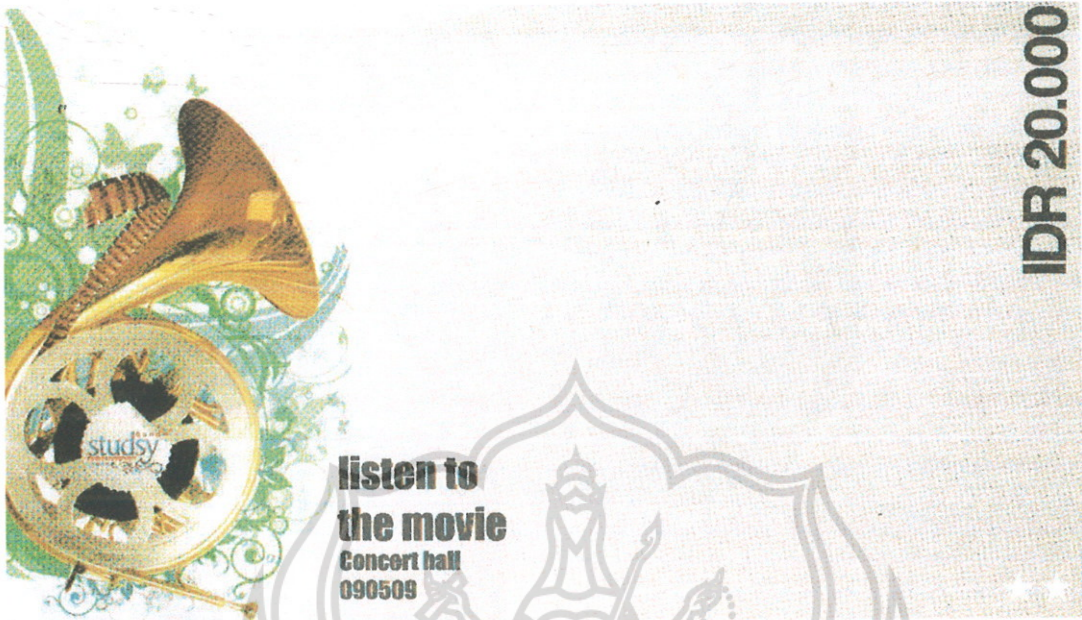 IDR 20.000
studsy
listen to
the movie
Concert hall
090509